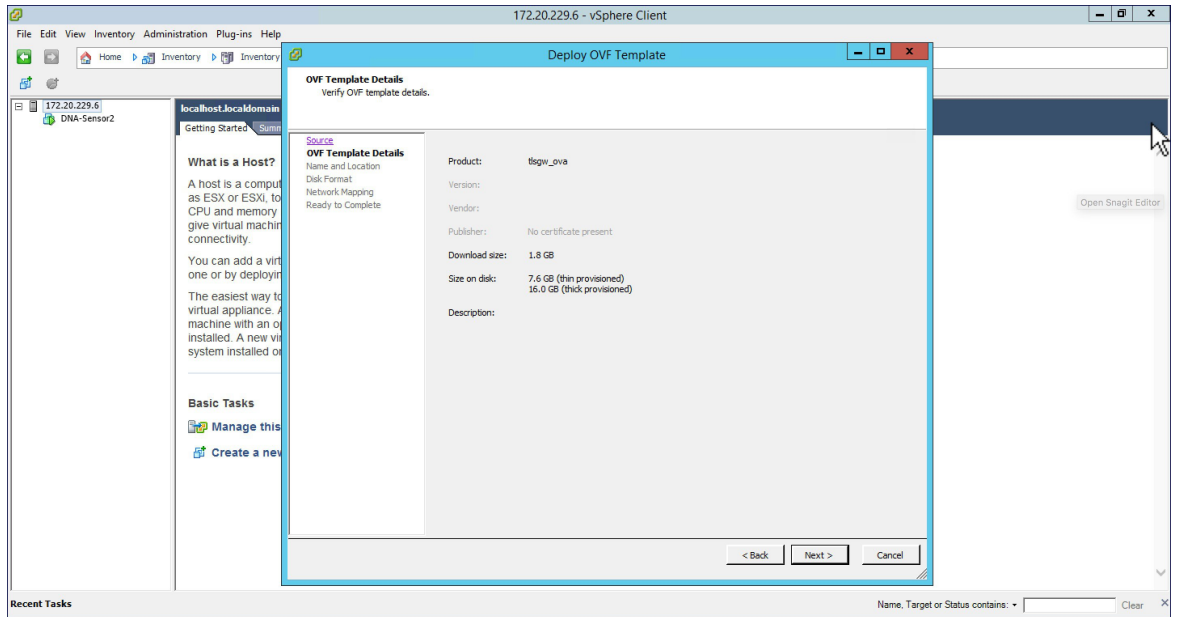 172.20.229.6 - vSphere Client
File Edit View Inventory Administration Plug-ins Help
Home Inventory Inventory
172.20.229.6
DNA-Sensor2
localhost.localdomain
Getting Started
What is a Host?
A host is a comput
as ESX or ESXi, to
CPU and memory
give virtual machin
connectivity.
You can add a virt
one or by deployin
The easiest way to
virtual appliance. A
machine with an op
installed. A new vir
system installed or
Basic Tasks
Manage this
Create a new
Deploy OVF Template
OVF Template Details
Verify OVF template details.
Source
OVF Template Details
Name and Location
Disk Format
Network Mapping
Ready to Complete
Product: tlsgw_ova
Version:
Vendor:
Publisher: No certificate present
Download size: 1.8 GB
Size on disk: 7.6 GB (thin provisioned)
16.0 GB (thick provisioned)
Description:
< Back Next > Cancel
Open Snagit Editor
Recent Tasks
Name, Target or Status contains: Clear